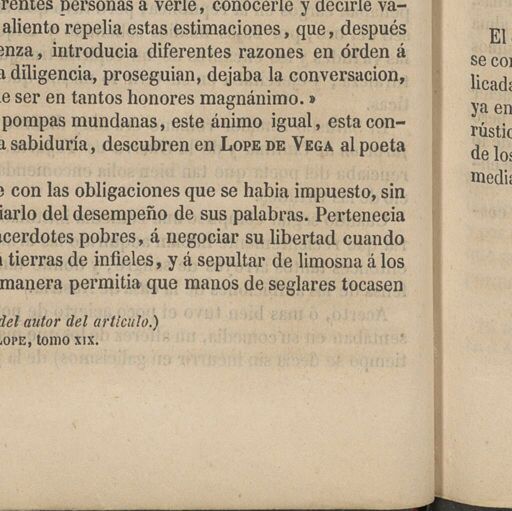 rentes personas á verle, conocerle y decirle va-
aliento repelia estas estimaciones, que, después
enza, introducia diferentes razones en órden á
a diligencia, proseguian, dejaba la conversacion,
e ser en tantos honores magnánimo. »
pompas mundanas, este ánimo igual, esta con-
a sabiduría, descubren en LOPE DE VEGA al poeta
e con las obligaciones que se habia impuesto, sin
iarlo del desempeño de sus palabras. Pertenecia
acerdotes pobres, á negociar su libertad cuando
tierras de infieles, y á sepultar de limosna á los
manera permitia que manos de seglares tocasen
del autor del artículo.)
LOPE, tomo XIX.
El
se con
licada
ya en
rústic
de los
media